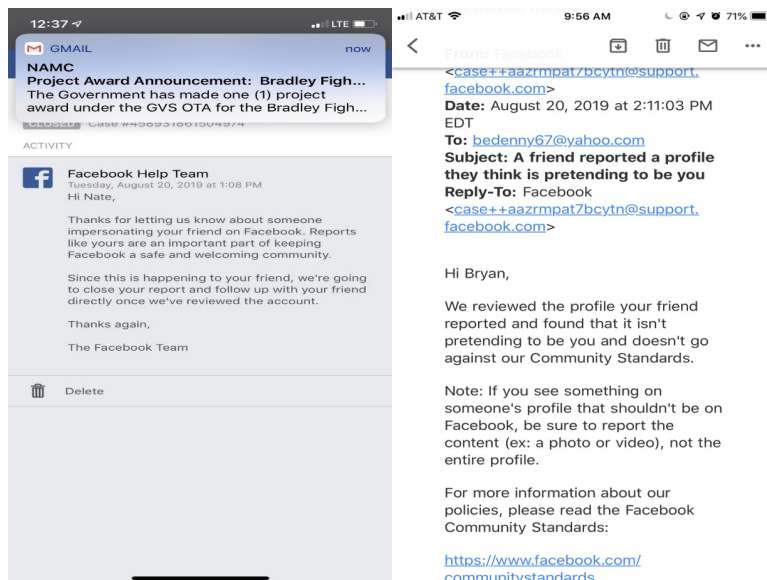 12:37
LTE
GMAIL
now
NAMC
Project Award Announcement: Bradley Figh...
The Government has made one (1) project
award under the GVS OTA for the Bradley Figh...
CLOSED Case #458931861504974
ACTIVITY
Facebook Help Team
Tuesday, August 20, 2019 at 1:08 PM
Hi Nate,
Thanks for letting us know about someone
impersonating your friend on Facebook. Reports
like yours are an important part of keeping
Facebook a safe and welcoming community.
Since this is happening to your friend, we're going
to close your report and follow up with your friend
directly once we've reviewed the account.
Thanks again,
The Facebook Team
Delete
AT&T
9:56 AM
71%
From: Facebook
<case++aazrmpat7bcytn@support.
facebook.com>
Date: August 20, 2019 at 2:11:03 PM
EDT
To: bedenny67@yahoo.com
Subject: A friend reported a profile
they think is pretending to be you
Reply-To: Facebook
<case++aazrmpat7bcytn@support.
facebook.com>
Hi Bryan,
We reviewed the profile your friend
reported and found that it isn't
pretending to be you and doesn't go
against our Community Standards.
Note: If you see something on
someone's profile that shouldn't be on
Facebook, be sure to report the
content (ex: a photo or video), not the
entire profile.
For more information about our
policies, please read the Facebook
Community Standards:
https://www.facebook.com/
communitystandards